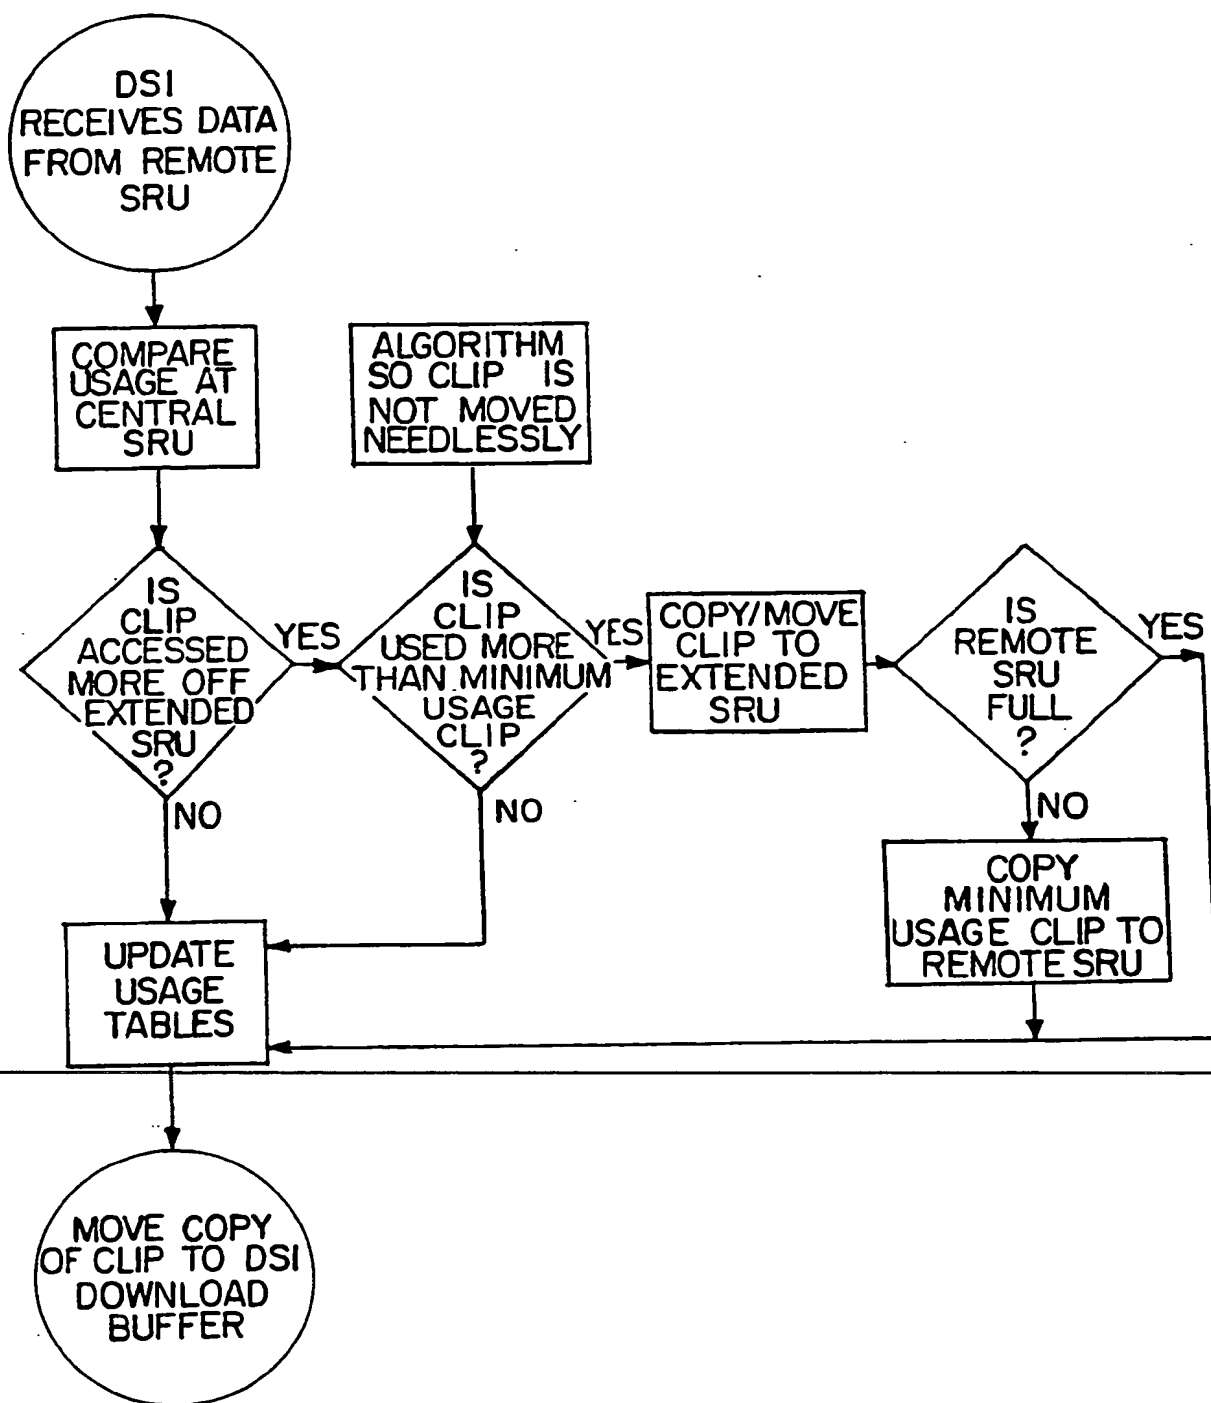 DSI
RECEIVES DATA
FROM REMOTE
SRU
COMPARE
USAGE AT
CENTRAL
SRU
ALGORITHM
SO CLIP IS
NOT MOVED
NEEDLESSLY
IS
CLIP
ACCESSED
MORE OFF
EXTENDED
SRU
?
YES
NO
IS
CLIP
USED MORE
THAN MINIMUM
USAGE
CLIP
?
YES
NO
COPY/MOVE
CLIP TO
EXTENDED
SRU
IS
REMOTE
SRU
FULL
?
YES
NO
COPY
MINIMUM
USAGE CLIP TO
REMOTE SRU
UPDATE
USAGE
TABLES
MOVE COPY
OF CLIP TO DSI
DOWNLOAD
BUFFER